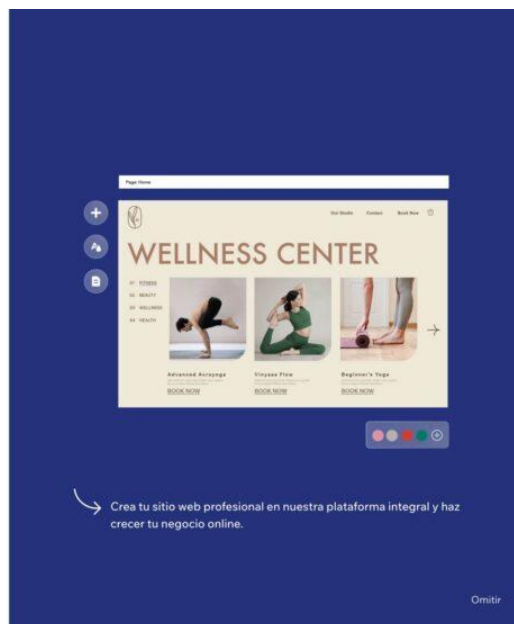 Page Home
Our Studio Contact Book Now
WELLNESS CENTER
01 FITNESS
02 BEAUTY
03 WELLNESS
04 HEALTH
Advanced Acroyoga
Vinyasa Flow
Beginner's Yoga
BOOK NOW
BOOK NOW
BOOK NOW
Crea tu sitio web profesional en nuestra plataforma integral y haz
crecer tu negocio online.
Omitir